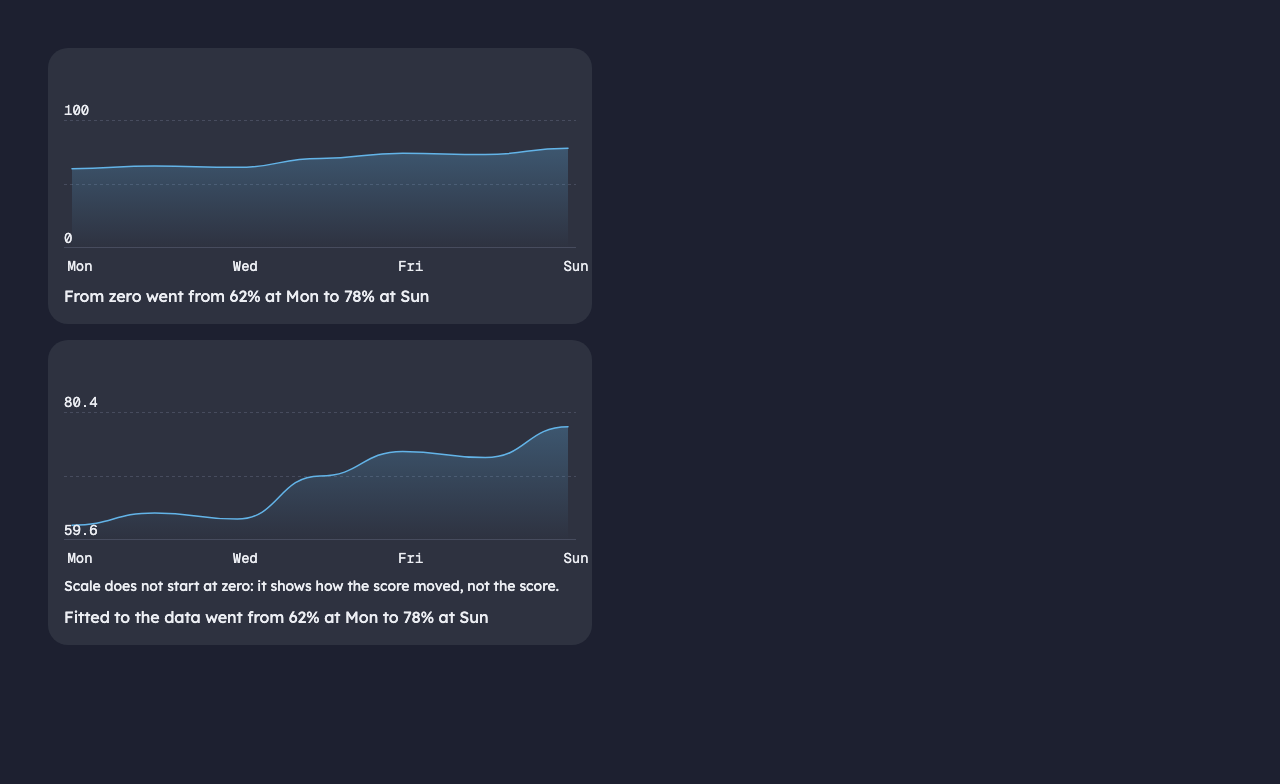 100
0
Mon Wed Fri Sun
From zero went from 62% at Mon to 78% at Sun
80.4
59.6
Mon Wed Fri Sun
Scale does not start at zero: it shows how the score moved, not the score.
Fitted to the data went from 62% at Mon to 78% at Sun